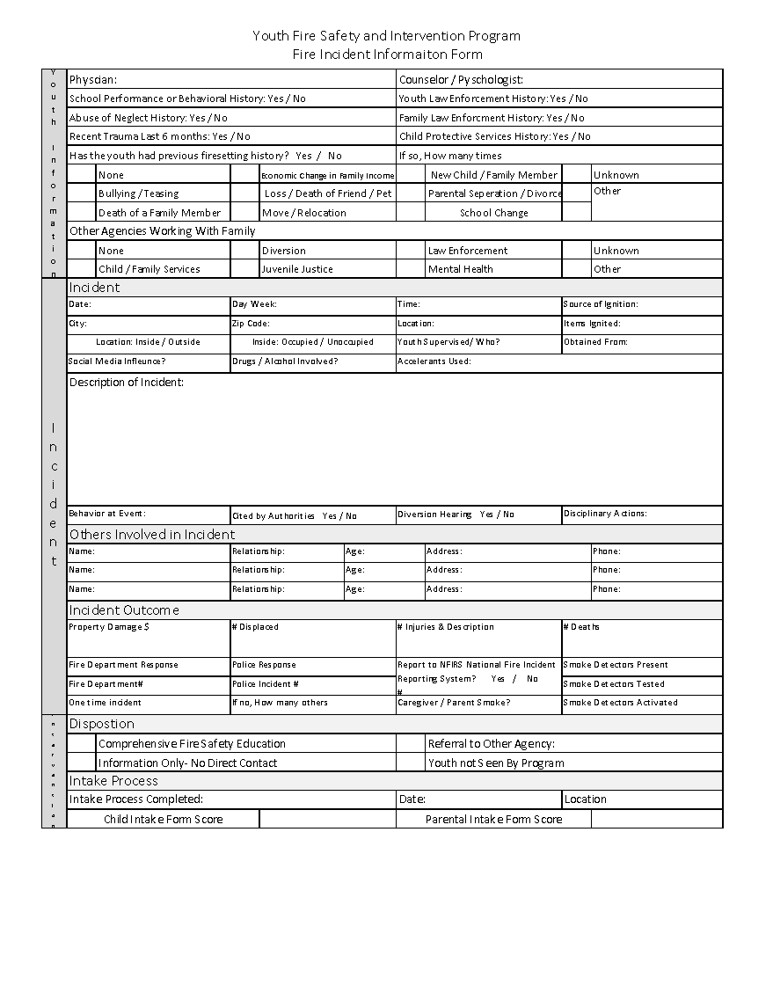 Youth Fire Safety and Intervention Program
Fire Incident Informaiton Form
Youth Information
Physcian: Counselor / Pyschologist:
School Performance or Behavioral History: Yes / No Youth Law Enforcement History: Yes / No
Abuse of Neglect History: Yes / No Family Law Enforcment History: Yes / No
Recent Trauma Last 6 months: Yes / No Child Protective Services History: Yes / No
Has the youth had previous firesetting history? Yes / No If so, How many times
None Economic Change in Family Income New Child / Family Member Unknown
Bullying / Teasing Loss / Death of Friend / Pet Parental Seperation / Divorce Other
Death of a Family Member Move / Relocation School Change
Other Agencies Working With Family
None Diversion Law Enforcement Unknown
Child / Family Services Juvenile Justice Mental Health Other
Incident
Incident
Date: Day Week: Time: Source of Ignition:
City: Zip Code: Location: Items Ignited:
Location: Inside / Outside Inside: Occupied / Unoccupied Youth Supervised/ Who? Obtained From:
Social Media Infleunce? Drugs / Alcohol Involved? Accelerants Used:
Description of Incident:
Behavior at Event: Cited by Authorities Yes / No Diversion Hearing Yes / No Disciplinary Actions:
Others Involved in Incident
Name: Relationship: Age: Address: Phone:
Name: Relationship: Age: Address: Phone:
Name: Relationship: Age: Address: Phone:
Incident Outcome
Property Damage $ # Displaced # Injuries & Description # Deaths
Fire Department Response Police Response Report to NFIRS National Fire Incident Smoke Detectors Present
Reporting System? Yes / No
Fire Department# Police Incident # # Smoke Detectors Tested
One time incident If no, How many others Caregiver / Parent Smoke? Smoke Detectors Activated
Dispostion
Comprehensive Fire Safety Education Referral to Other Agency:
Information Only- No Direct Contact Youth not Seen By Program
Intake Process
Intake Process Completed: Date: Location
Child Intake Form Score Parental Intake Form Score